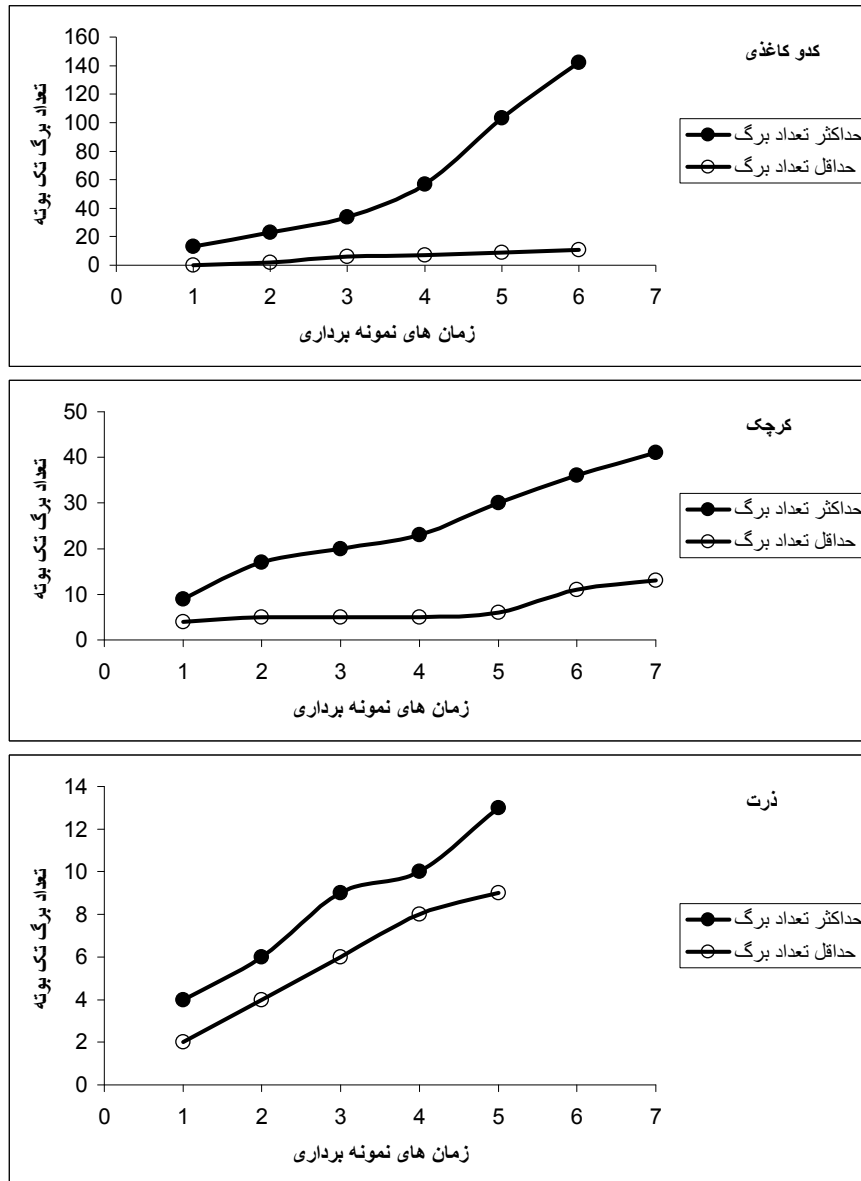 کدو کاغذی
تعداد برگ تک بوته
160
140
120
100
80
60
40
20
0
0 1 2 3 4 5 6 7
زمان های نمونه برداری
حداکثر تعداد برگ
حداقل تعداد برگ
کرچک
تعداد برگ تک بوته
50
40
30
20
10
0
0 1 2 3 4 5 6 7
زمان های نمونه برداری
حداکثر تعداد برگ
حداقل تعداد برگ
ذرت
تعداد برگ تک بوته
14
12
10
8
6
4
2
0
0 1 2 3 4 5 6 7
زمان های نمونه برداری
حداکثر تعداد برگ
حداقل تعداد برگ